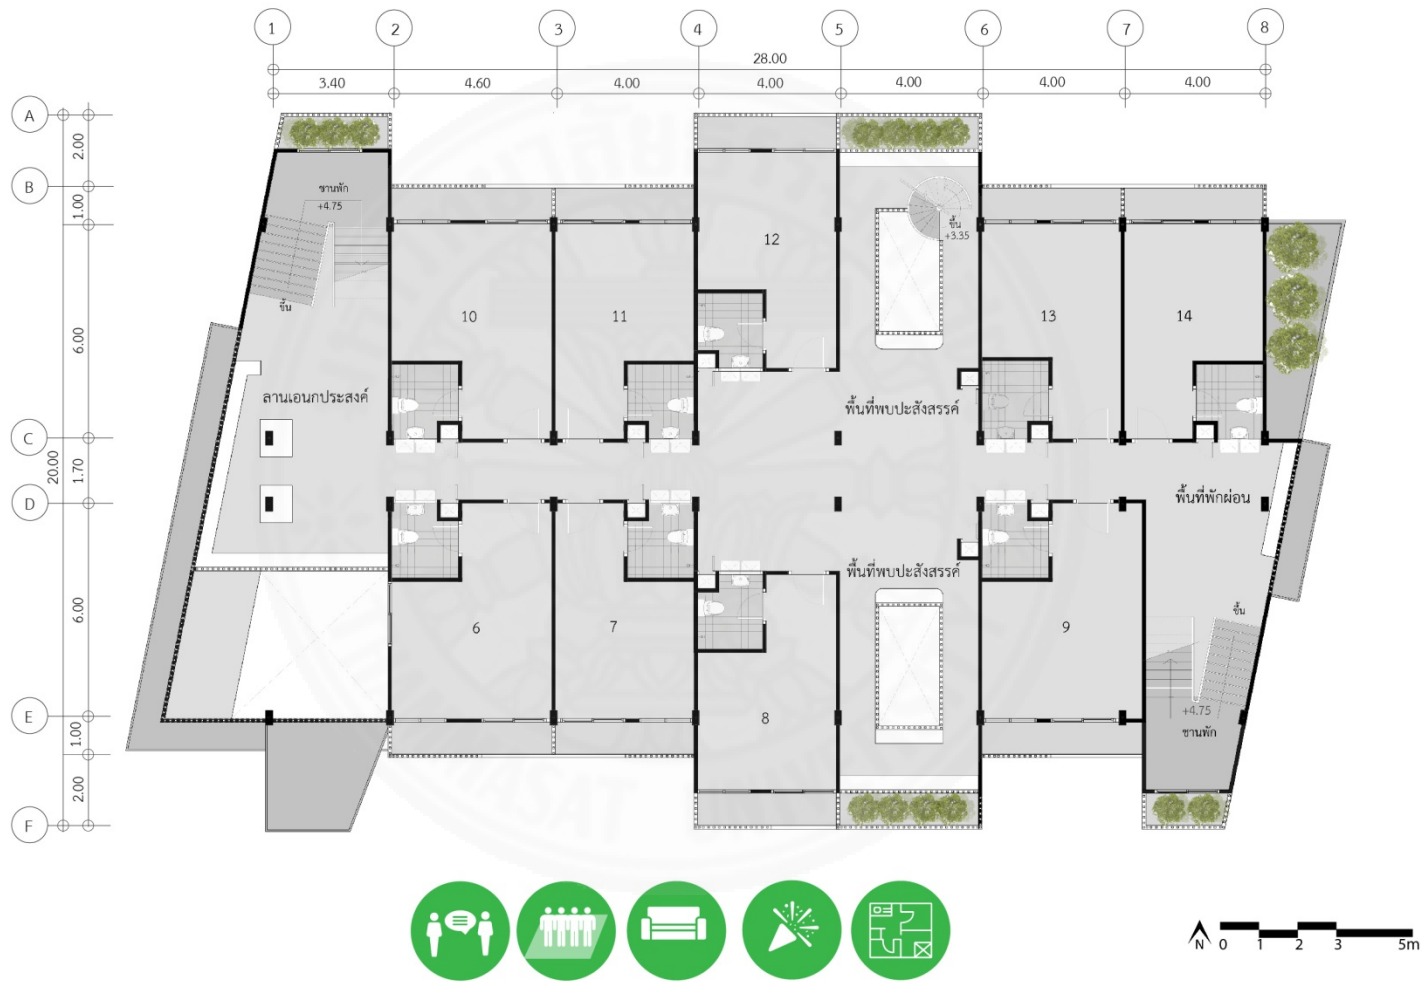 1 2 3 4 5 6 7 8
28.00
3.40 4.60 4.00 4.00 4.00 4.00 4.00
A
2.00
B
1.00
6.00
C
20.00
1.70
D
6.00
E
1.00
2.00
F
ชานพัก
+4.75
ขึ้น
ลานเอนกประสงค์
10
11
12
ขึ้น
+3.35
13
14
พื้นที่พบปะสังสรรค์
พื้นที่พักผ่อน
พื้นที่พบปะสังสรรค์
6
7
8
9
ขึ้น
+4.75
ชานพัก
N 0 1 2 3 5m